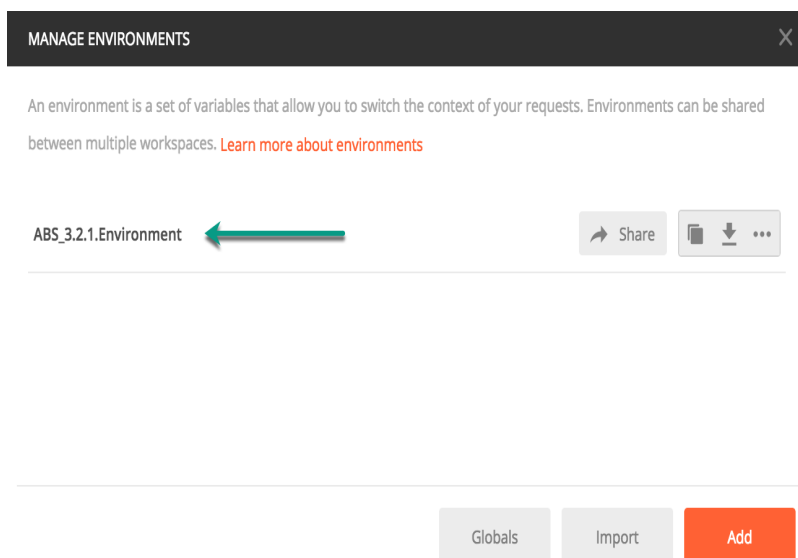 MANAGE ENVIRONMENTS
An environment is a set of variables that allow you to switch the context of your requests. Environments can be shared
between multiple workspaces. Learn more about environments
ABS_3.2.1.Environment
Share
Globals
Import
Add